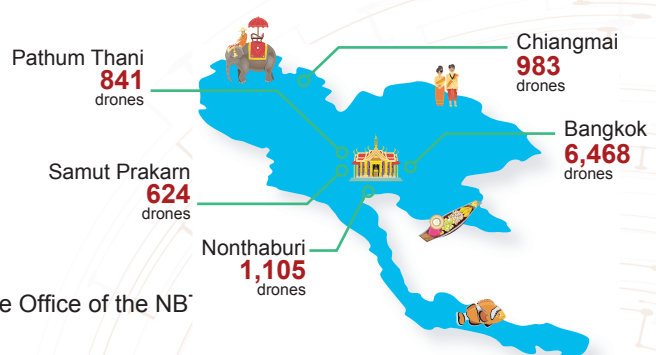 Pathum Thani
841
drones
Chiangmai
983
drones
Bangkok
6,468
drones
Samut Prakarn
624
drones
Nonthaburi
1,105
drones
Office of the